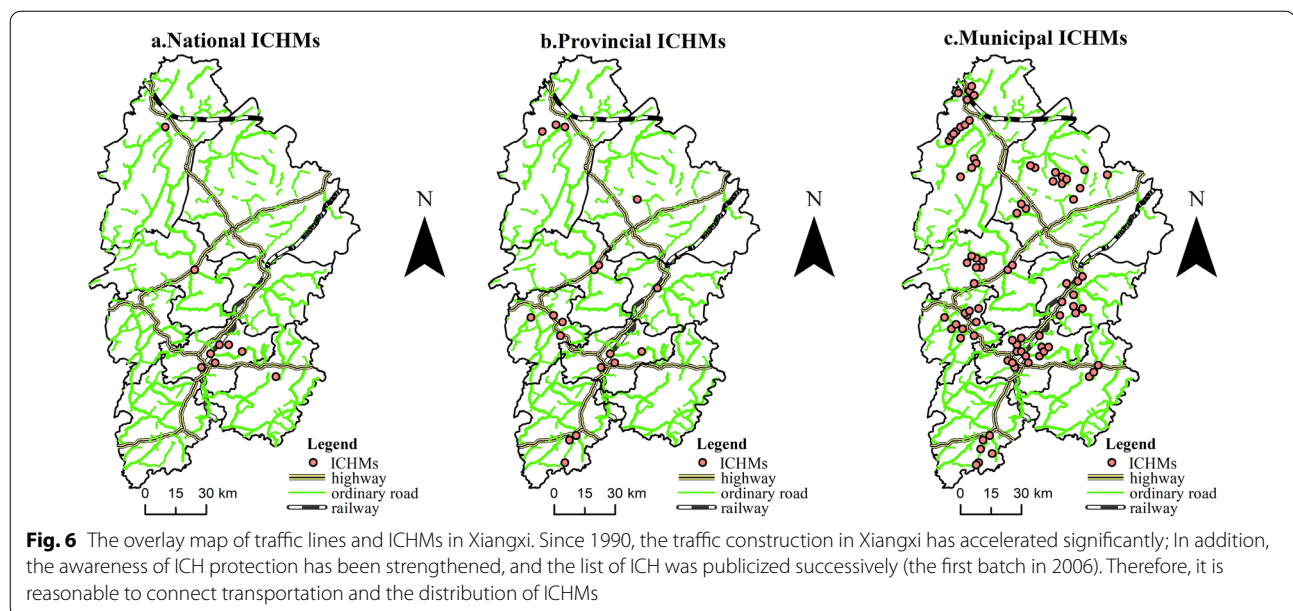 a.National ICHMs
b.Provincial ICHMs
c.Municipal ICHMs
N
N
N
Legend
ICHMs
highway
ordinary road
railway
0 15 30 km
Legend
ICHMs
highway
ordinary road
railway
0 15 30 km
Legend
ICHMs
highway
ordinary road
railway
0 15 30 km
Fig. 6 The overlay map of traffic lines and ICHMs in Xiangxi. Since 1990, the traffic construction in Xiangxi has accelerated significantly; In addition,
the awareness of ICH protection has been strengthened, and the list of ICH was publicized successively (the first batch in 2006). Therefore, it is
reasonable to connect transportation and the distribution of ICHMs